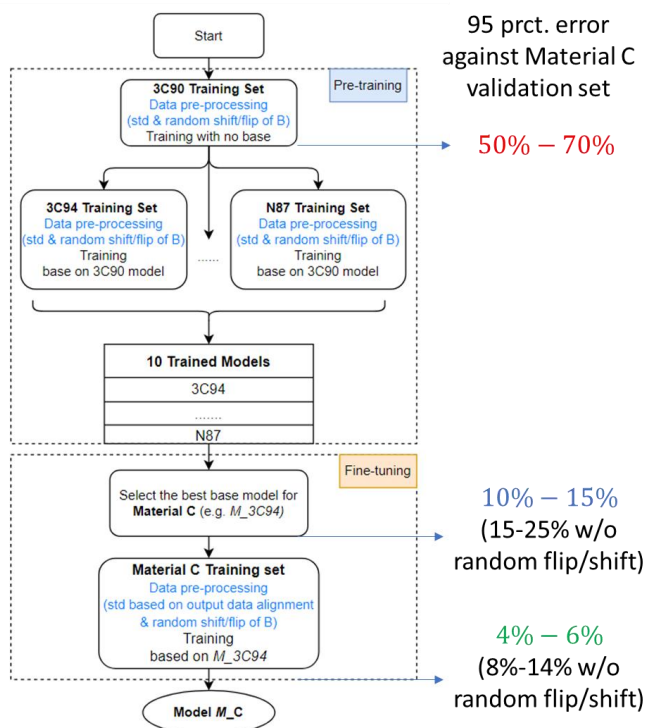 Start
95 prct. error
against Material C
validation set
Pre-training
3C90 Training Set
Data pre-processing
(std & random shift/flip of B)
Training with no base
50% − 70%
3C94 Training Set
Data pre-processing
(std & random shift/flip of B)
Training
base on 3C90 model
......
N87 Training Set
Data pre-processing
(std & random shift/flip of B)
Training
base on 3C90 model
10 Trained Models
3C94
.......
N87
Fine-tuning
Select the best base model for
Material C (e.g. M_3C94)
10% − 15%
(15-25% w/o
random flip/shift)
Material C Training set
Data pre-processing
(std based on output data alignment
& random shift/flip of B)
Training
based on M_3C94
4% − 6%
(8%-14% w/o
random flip/shift)
Model M_C